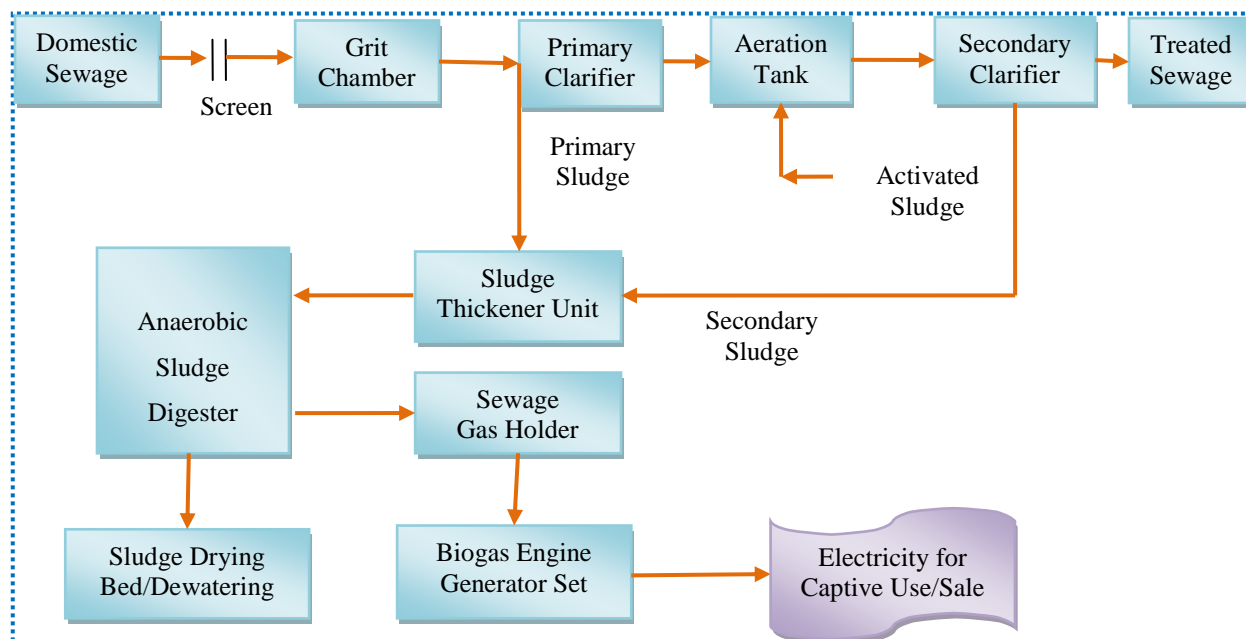 Domestic
Sewage
Screen
Grit
Chamber
Primary
Clarifier
Aeration
Tank
Secondary
Clarifier
Treated
Sewage
Primary
Sludge
Activated
Sludge
Sludge
Thickener Unit
Secondary
Sludge
Anaerobic
Sludge
Digester
Sewage
Gas Holder
Sludge Drying
Bed/Dewatering
Biogas Engine
Generator Set
Electricity for
Captive Use/Sale